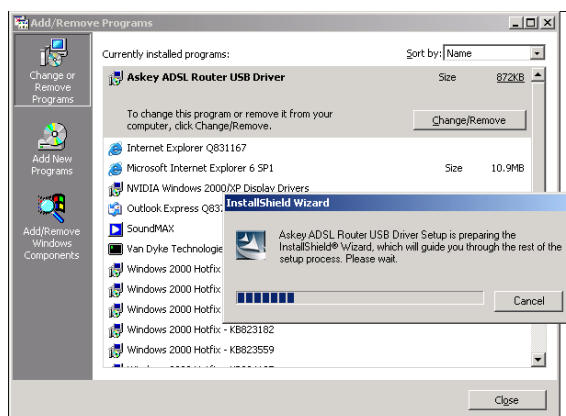 Add/Remove Programs
Currently installed programs:
Sort by: Name
Change or
Remove
Programs
Add New
Programs
Add/Remove
Windows
Components
Askey ADSL Router USB Driver
Size 872KB
To change this program or remove it from your
computer, click Change/Remove.
Change/Remove
Internet Explorer Q831167
Microsoft Internet Explorer 6 SP1
Size 10.9MB
NVIDIA Windows 2000/XP Display Drivers
Outlook Express Q83
SoundMAX
Van Dyke Technologie
Windows 2000 Hotfix
Windows 2000 Hotfix
Windows 2000 Hotfix
Windows 2000 Hotfix - KB823182
Windows 2000 Hotfix - KB823559
InstallShield Wizard
Askey ADSL Router USB Driver Setup is preparing the
InstallShield® Wizard, which will guide you through the rest of the
setup process. Please wait.
Cancel
Close